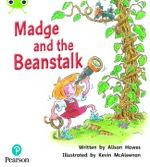 Madge
and the
Beanstalk
Written by Alison Hawes
Illustrated by Kevin McAleenan
Pearson